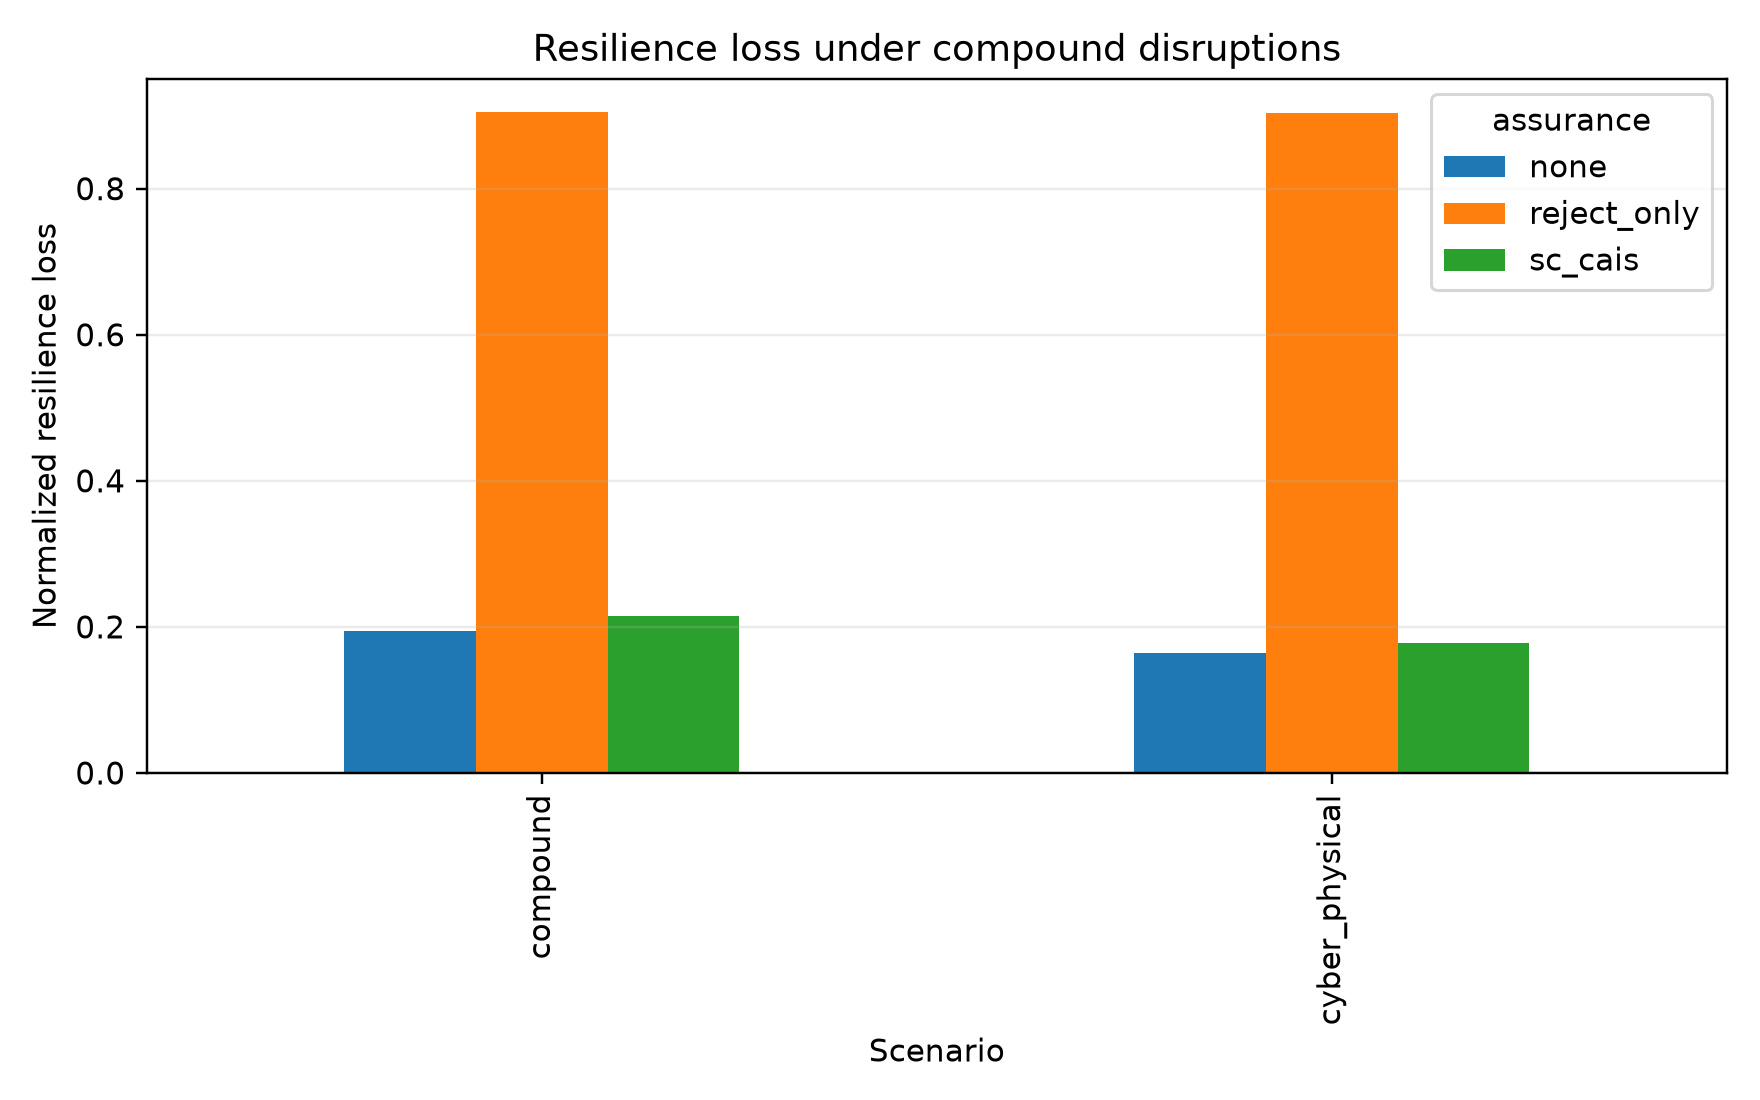 Resilience loss under compound disruptions
Normalized resilience loss
0.8
0.6
0.4
0.2
0.0
assurance
none
reject_only
sc_cais
compound
cyber_physical
Scenario